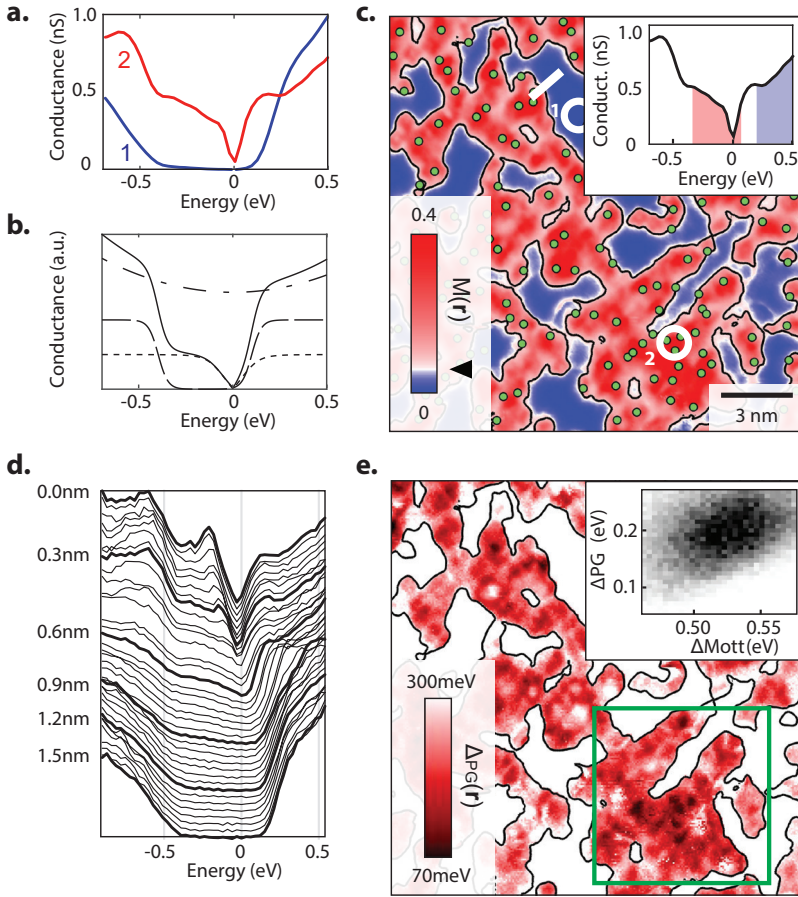 a.
1.0
0.5
0
Conductance (nS)
2
1
-0.5
0
0.5
Energy (eV)
b.
Conductance (a.u.)
-0.5
0
0.5
Energy (eV)
c.
1
2
0.4
M(r)
0
3 nm
1.0
0.5
0
Conduct. (nS)
-0.5
0
0.5
Energy (eV)
d.
0.0nm
0.3nm
0.6nm
0.9nm
1.2nm
1.5nm
-0.5
0
0.5
Energy (eV)
e.
300meV
ΔPG(r)
70meV
0.2
0.1
ΔPG (eV)
0.50
0.55
ΔMott(eV)